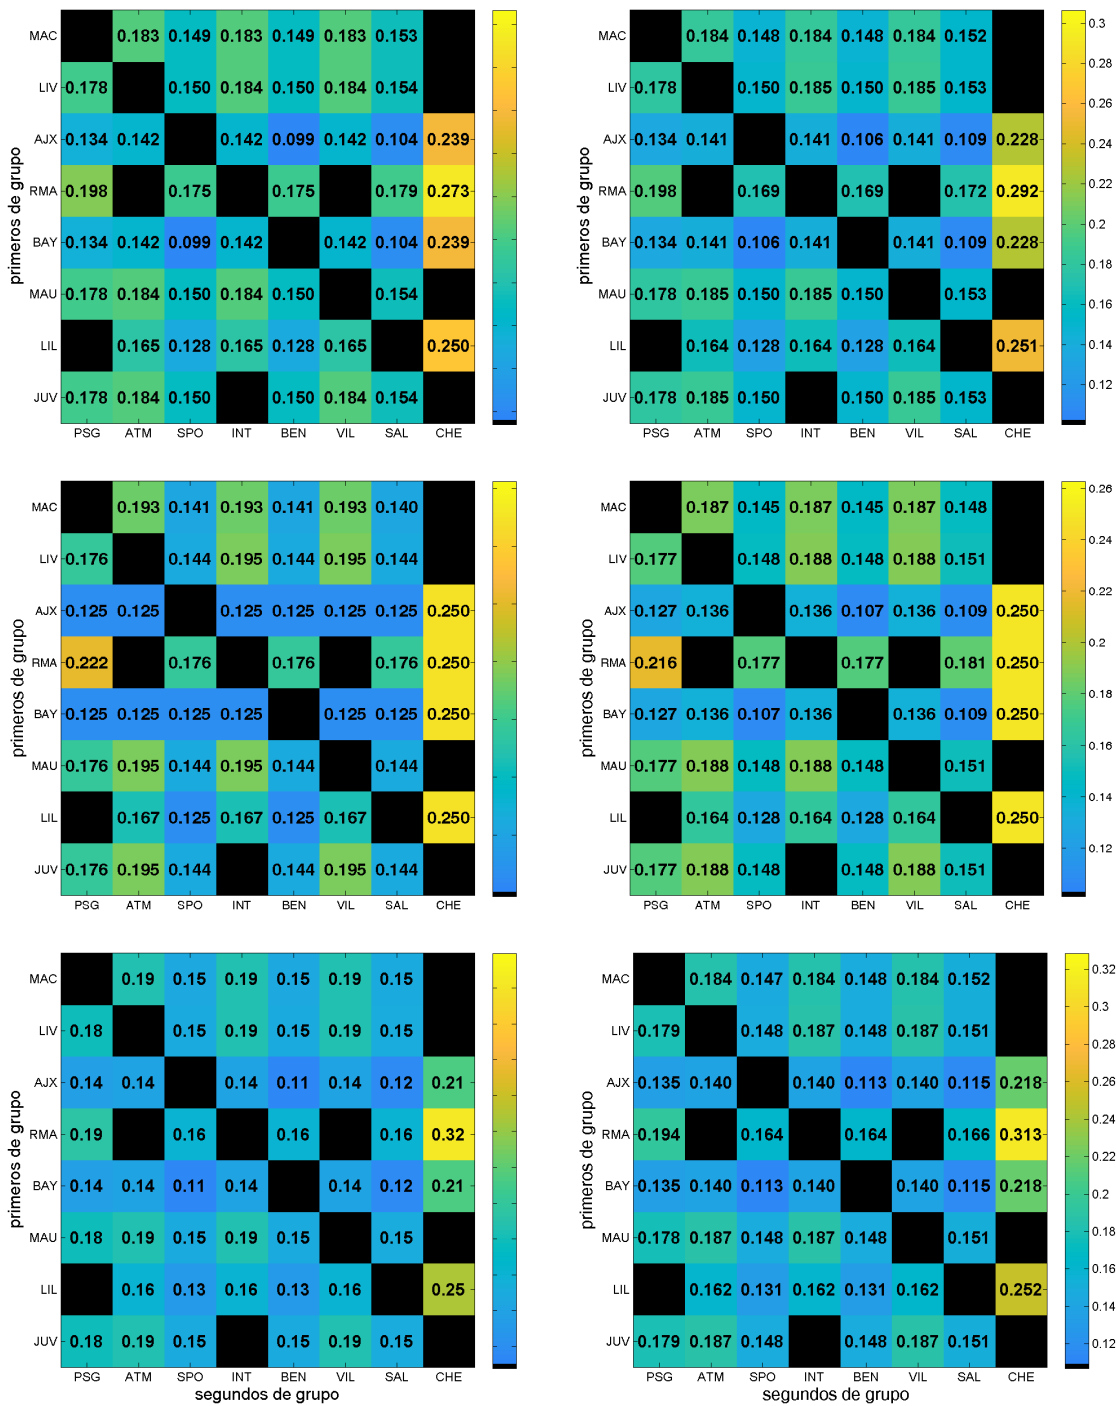 MAC 0.183 0.149 0.183 0.149 0.183 0.153
LIV 0.178 0.150 0.184 0.150 0.184 0.154
AJX 0.134 0.142 0.142 0.099 0.142 0.104 0.239
RMA 0.198 0.175 0.175 0.179 0.273
BAY 0.134 0.142 0.099 0.142 0.142 0.104 0.239
MAU 0.178 0.184 0.150 0.184 0.150 0.154
LIL 0.165 0.128 0.165 0.128 0.165 0.250
JUV 0.178 0.184 0.150 0.150 0.184 0.154
PSG ATM SPO INT BEN VIL SAL CHE
primeros de grupo
MAC 0.184 0.148 0.184 0.148 0.184 0.152
LIV 0.178 0.150 0.185 0.150 0.185 0.153
AJX 0.134 0.141 0.141 0.106 0.141 0.109 0.228
RMA 0.198 0.169 0.169 0.172 0.292
BAY 0.134 0.141 0.106 0.141 0.141 0.109 0.228
MAU 0.178 0.185 0.150 0.185 0.150 0.153
LIL 0.164 0.128 0.164 0.128 0.164 0.251
JUV 0.178 0.185 0.150 0.150 0.185 0.153
PSG ATM SPO INT BEN VIL SAL CHE
primeros de grupo
0.3
0.28
0.26
0.24
0.22
0.2
0.18
0.16
0.14
0.12
MAC 0.193 0.141 0.193 0.141 0.193 0.140
LIV 0.176 0.144 0.195 0.144 0.195 0.144
AJX 0.125 0.125 0.125 0.125 0.125 0.125 0.250
RMA 0.222 0.176 0.176 0.176 0.250
BAY 0.125 0.125 0.125 0.125 0.125 0.125 0.250
MAU 0.176 0.195 0.144 0.195 0.144 0.144
LIL 0.167 0.125 0.167 0.125 0.167 0.250
JUV 0.176 0.195 0.144 0.144 0.195 0.144
PSG ATM SPO INT BEN VIL SAL CHE
primeros de grupo
MAC 0.187 0.145 0.187 0.145 0.187 0.148
LIV 0.177 0.148 0.188 0.148 0.188 0.151
AJX 0.127 0.136 0.136 0.107 0.136 0.109 0.250
RMA 0.216 0.177 0.177 0.181 0.250
BAY 0.127 0.136 0.107 0.136 0.136 0.109 0.250
MAU 0.177 0.188 0.148 0.188 0.148 0.151
LIL 0.164 0.128 0.164 0.128 0.164 0.250
JUV 0.177 0.188 0.148 0.148 0.188 0.151
PSG ATM SPO INT BEN VIL SAL CHE
primeros de grupo
0.26
0.24
0.22
0.2
0.18
0.16
0.14
0.12
MAC 0.19 0.15 0.19 0.15 0.19 0.15
LIV 0.18 0.15 0.19 0.15 0.19 0.15
AJX 0.14 0.14 0.14 0.11 0.14 0.12 0.21
RMA 0.19 0.16 0.16 0.16 0.32
BAY 0.14 0.14 0.11 0.14 0.14 0.12 0.21
MAU 0.18 0.19 0.15 0.19 0.15 0.15
LIL 0.16 0.13 0.16 0.13 0.16 0.25
JUV 0.18 0.19 0.15 0.15 0.19 0.15
PSG ATM SPO INT BEN VIL SAL CHE
primeros de grupo
segundos de grupo
MAC 0.184 0.147 0.184 0.148 0.184 0.152
LIV 0.179 0.148 0.187 0.148 0.187 0.151
AJX 0.135 0.140 0.140 0.113 0.140 0.115 0.218
RMA 0.194 0.164 0.164 0.166 0.313
BAY 0.135 0.140 0.113 0.140 0.140 0.115 0.218
MAU 0.178 0.187 0.148 0.187 0.148 0.151
LIL 0.162 0.131 0.162 0.131 0.162 0.252
JUV 0.179 0.187 0.148 0.148 0.187 0.151
PSG ATM SPO INT BEN VIL SAL CHE
primeros de grupo
segundos de grupo
0.32
0.3
0.28
0.26
0.24
0.22
0.2
0.18
0.16
0.14
0.12